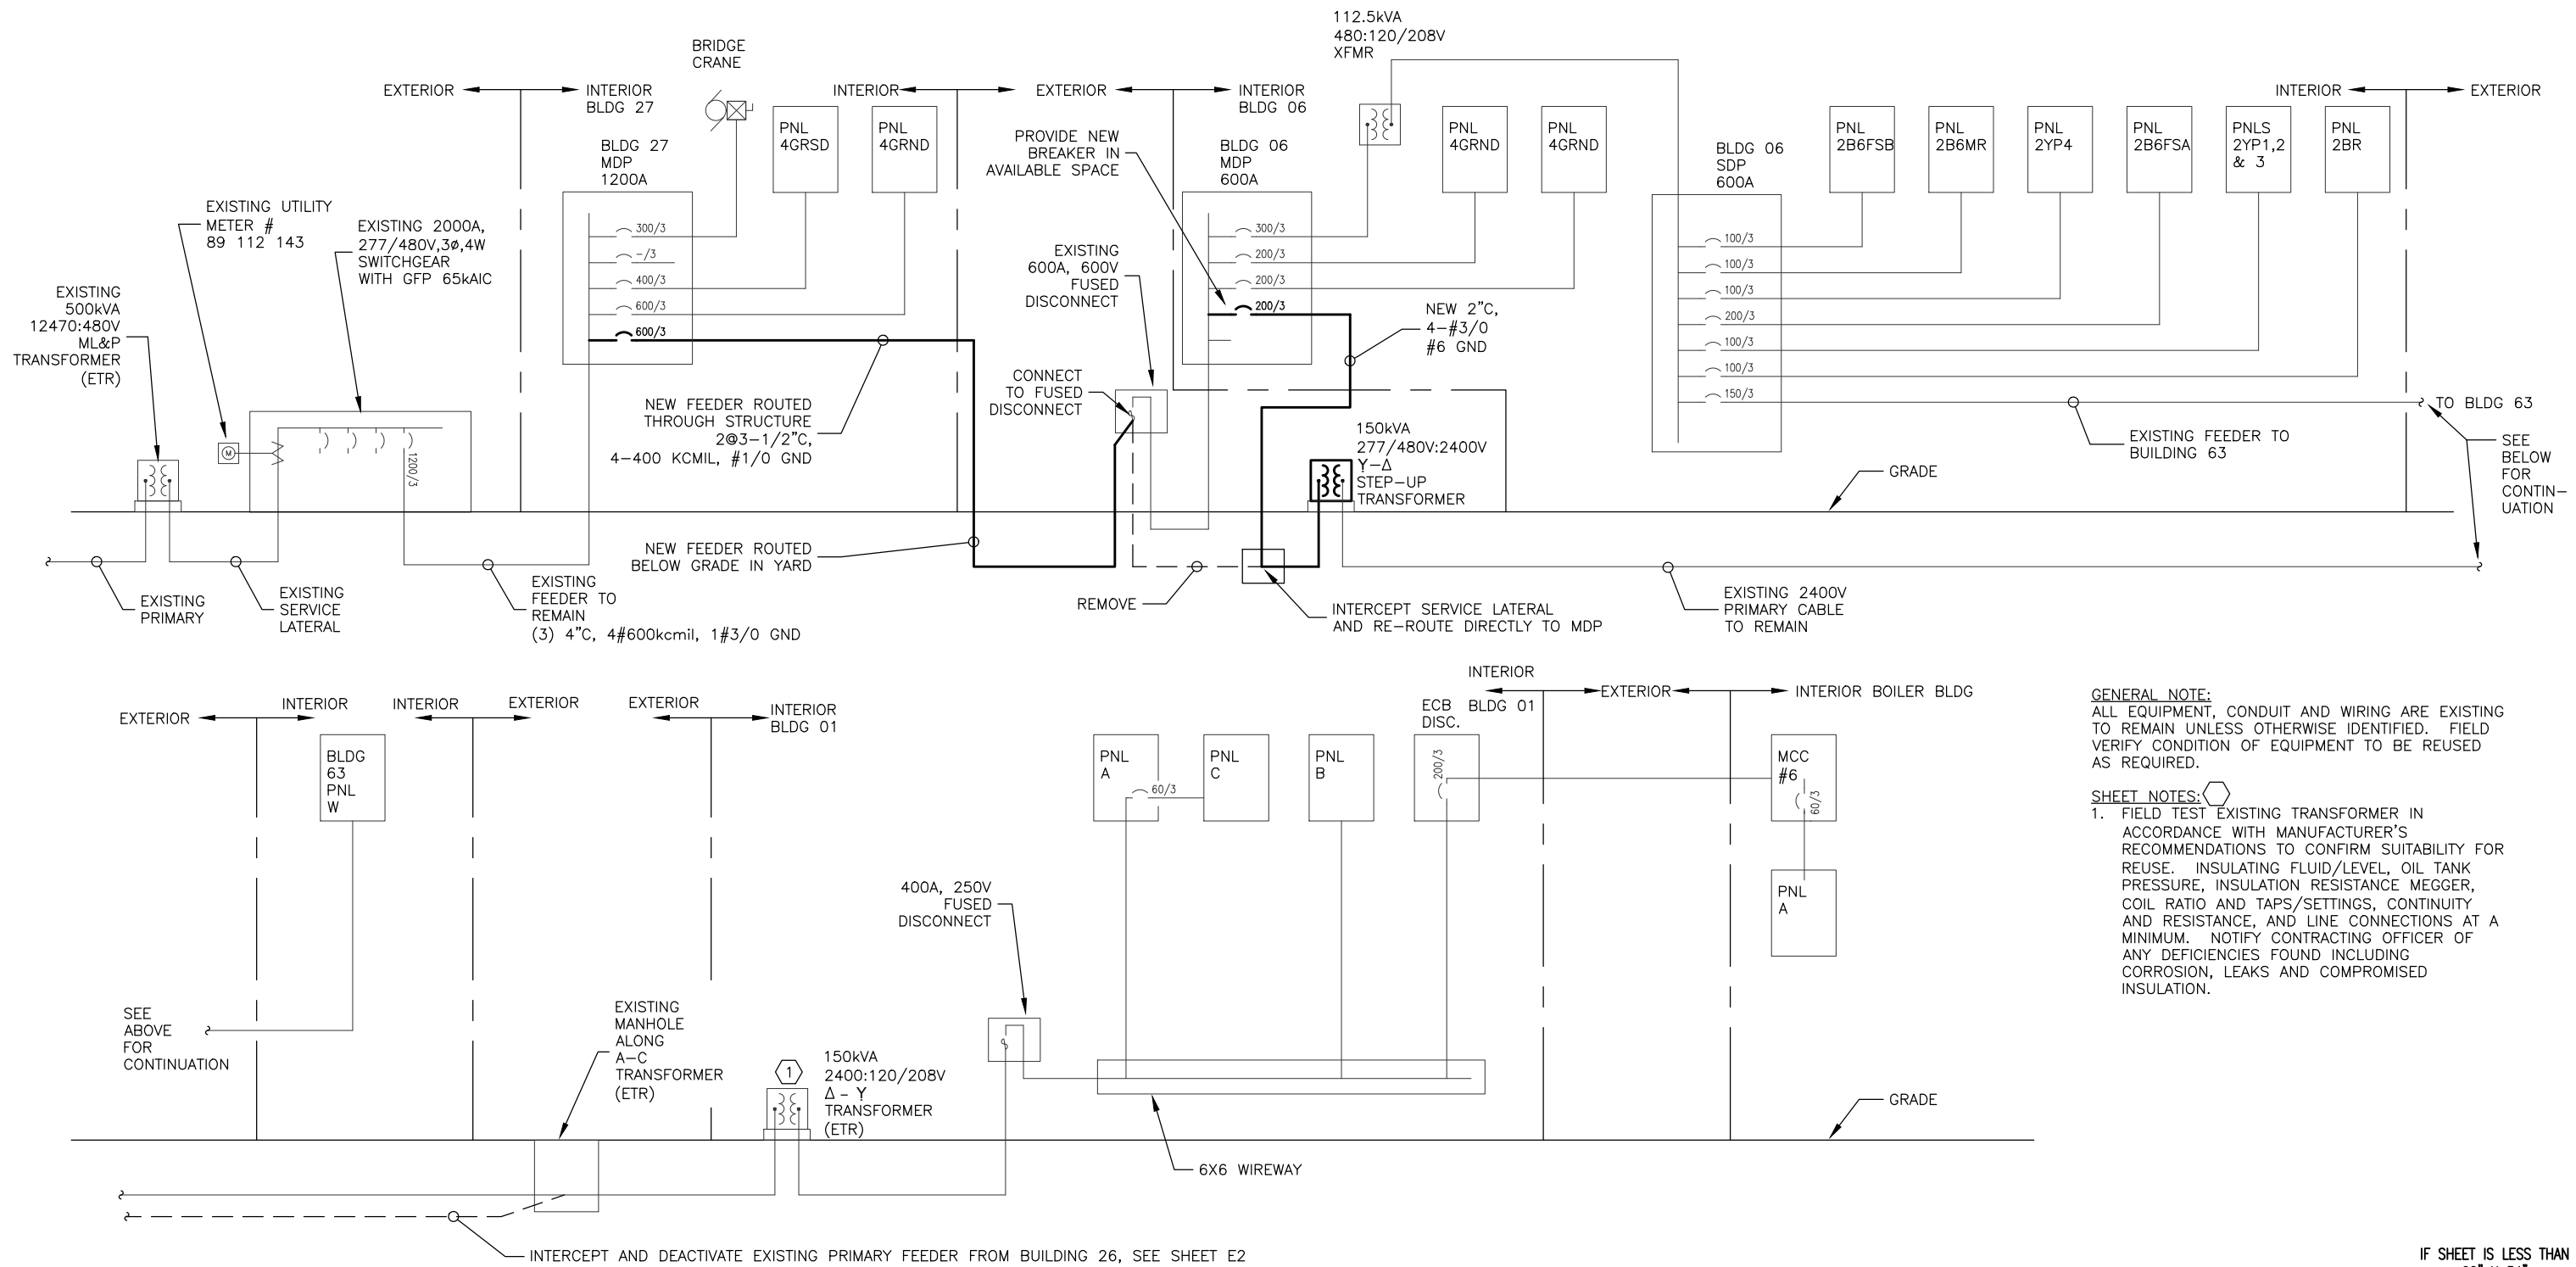 112.5kVA
480:120/208V
XFMR
BRIDGE
CRANE
EXTERIOR
INTERIOR
BLDG 27
INTERIOR
EXTERIOR
INTERIOR
BLDG 06
INTERIOR
EXTERIOR
PNL
4GRSD
PNL
4GRND
PROVIDE NEW
BREAKER IN
AVAILABLE SPACE
PNL
4GRND
PNL
4GRND
PNL
2B6FSB
PNL
2B6MR
PNL
2YP4
PNL
2B6FSA
PNLS
2YP1,2
& 3
PNL
2BR
BLDG 27
MDP
1200A
BLDG 06
MDP
600A
BLDG 06
SDP
600A
EXISTING UTILITY
METER #
89 112 143
EXISTING 2000A,
277/480V,3ø,4W
SWITCHGEAR
WITH GFP 65kAIC
300/3
-/3
400/3
600/3
600/3
EXISTING
600A, 600V
FUSED
DISCONNECT
300/3
200/3
200/3
200/3
NEW 2"C,
4-#3/0
#6 GND
100/3
100/3
100/3
200/3
100/3
100/3
150/3
EXISTING
500kVA
12470:480V
ML&P
TRANSFORMER
(ETR)
M
1200/3
NEW FEEDER ROUTED
THROUGH STRUCTURE
2@3-1/2"C,
4-400 KCMIL, #1/0 GND
CONNECT
TO FUSED
DISCONNECT
150kVA
277/480V:2400V
Y-Δ
STEP-UP
TRANSFORMER
TO BLDG 63
EXISTING FEEDER TO
BUILDING 63
SEE
BELOW
FOR
CONTIN-
UATION
GRADE
NEW FEEDER ROUTED
BELOW GRADE IN YARD
EXISTING
PRIMARY
EXISTING
SERVICE
LATERAL
EXISTING
FEEDER TO
REMAIN
(3) 4"C, 4#600kcmil, 1#3/0 GND
REMOVE
INTERCEPT SERVICE LATERAL
AND RE-ROUTE DIRECTLY TO MDP
EXISTING 2400V
PRIMARY CABLE
TO REMAIN
EXTERIOR
INTERIOR
INTERIOR
EXTERIOR
EXTERIOR
INTERIOR
BLDG 01
INTERIOR
BLDG 01
EXTERIOR
INTERIOR BOILER BLDG
BLDG
63
PNL
W
PNL
A
60/3
PNL
C
PNL
B
ECB
DISC.
200/3
MCC
#6
60/3
PNL
A
GENERAL NOTE:
ALL EQUIPMENT, CONDUIT AND WIRING ARE EXISTING
TO REMAIN UNLESS OTHERWISE IDENTIFIED. FIELD
VERIFY CONDITION OF EQUIPMENT TO BE REUSED
AS REQUIRED.
SHEET NOTES:
1. FIELD TEST EXISTING TRANSFORMER IN
ACCORDANCE WITH MANUFACTURER'S
RECOMMENDATIONS TO CONFIRM SUITABILITY FOR
REUSE. INSULATING FLUID/LEVEL, OIL TANK
PRESSURE, INSULATION RESISTANCE MEGGER,
COIL RATIO AND TAPS/SETTINGS, CONTINUITY
AND RESISTANCE, AND LINE CONNECTIONS AT A
MINIMUM. NOTIFY CONTRACTING OFFICER OF
ANY DEFICIENCIES FOUND INCLUDING
CORROSION, LEAKS AND COMPROMISED
INSULATION.
400A, 250V
FUSED
DISCONNECT
SEE
ABOVE
FOR
CONTINUATION
EXISTING
MANHOLE
ALONG
A-C
TRANSFORMER
(ETR)
1
150kVA
2400:120/208V
Δ - Y
TRANSFORMER
(ETR)
GRADE
6X6 WIREWAY
INTERCEPT AND DEACTIVATE EXISTING PRIMARY FEEDER FROM BUILDING 26, SEE SHEET E2
IF SHEET IS LESS THAN